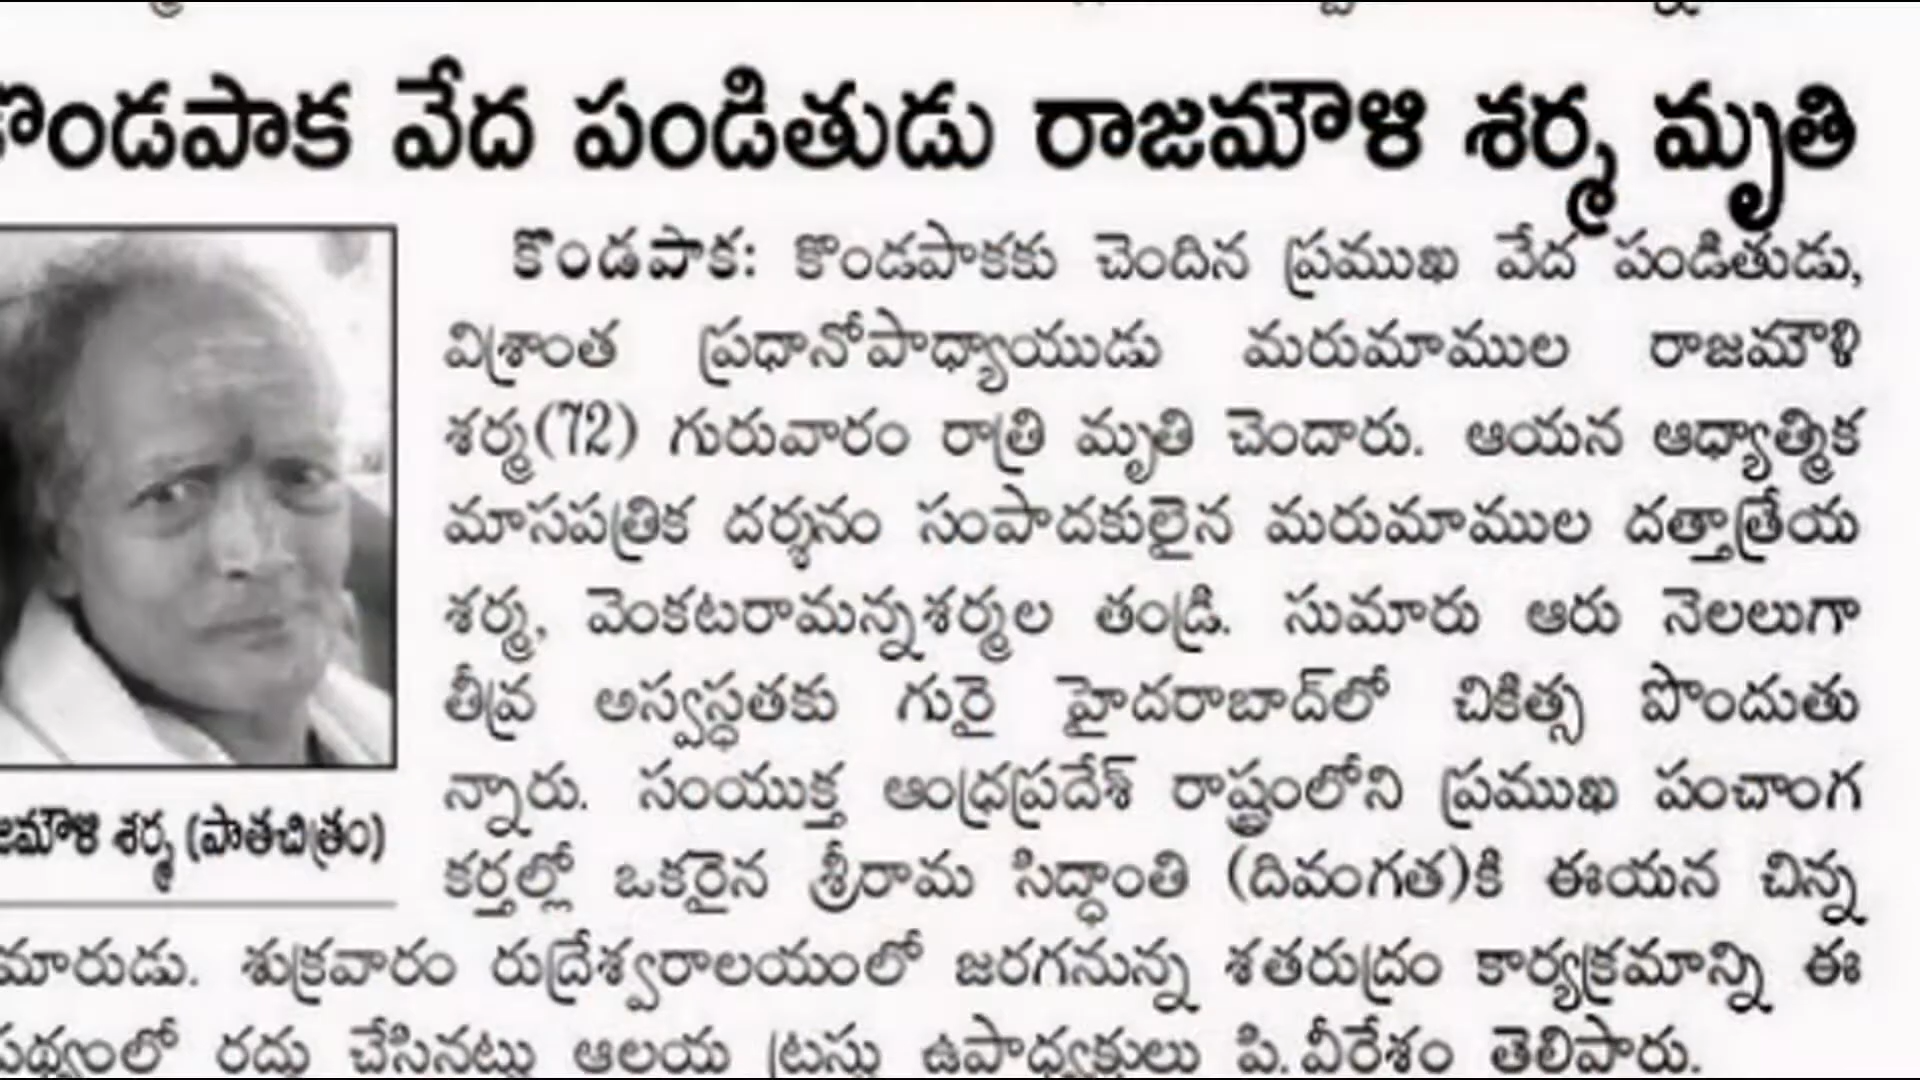 కొండపాక వేద పండితుడు రాజమౌళి శర్మ మృతి
కొండపాక: కొండపాకకు చెందిన ప్రముఖ వేద పండితుడు,
విశ్రాంత ప్రధానోపాధ్యాయుడు మరుమాముల రాజమౌళి
శర్మ(72) గురువారం రాత్రి మృతి చెందారు. ఆయన ఆధ్యాత్మిక
మాసపత్రిక దర్శనం సంపాదకులైన మరుమాముల దత్తాత్రేయ
శర్మ, వెంకటరామన్నశర్మల తండ్రి. సుమారు ఆరు నెలలుగా
తీవ్ర అస్వస్థతకు గురై హైదరాబాద్‌లో చికిత్స పొందుతు
న్నారు. సంయుక్త ఆంధ్రప్రదేశ్ రాష్ట్రంలోని ప్రముఖ పంచాంగ
కర్తల్లో ఒకరైన శ్రీరామ సిద్ధాంతి (దివంగత)కి ఈయన చిన్న
మారుడు. శుక్రవారం రుద్రేశ్వరాలయంలో జరగనున్న శతరుద్రం కార్యక్రమాన్ని ఈ
పథ్యంలో రద్దు చేసినట్లు ఆలయ ట్రస్టు ఉపాధ్యక్షులు పి.వీరేశం తెలిపారు.
జమౌళి శర్మ (పాతచిత్రం)